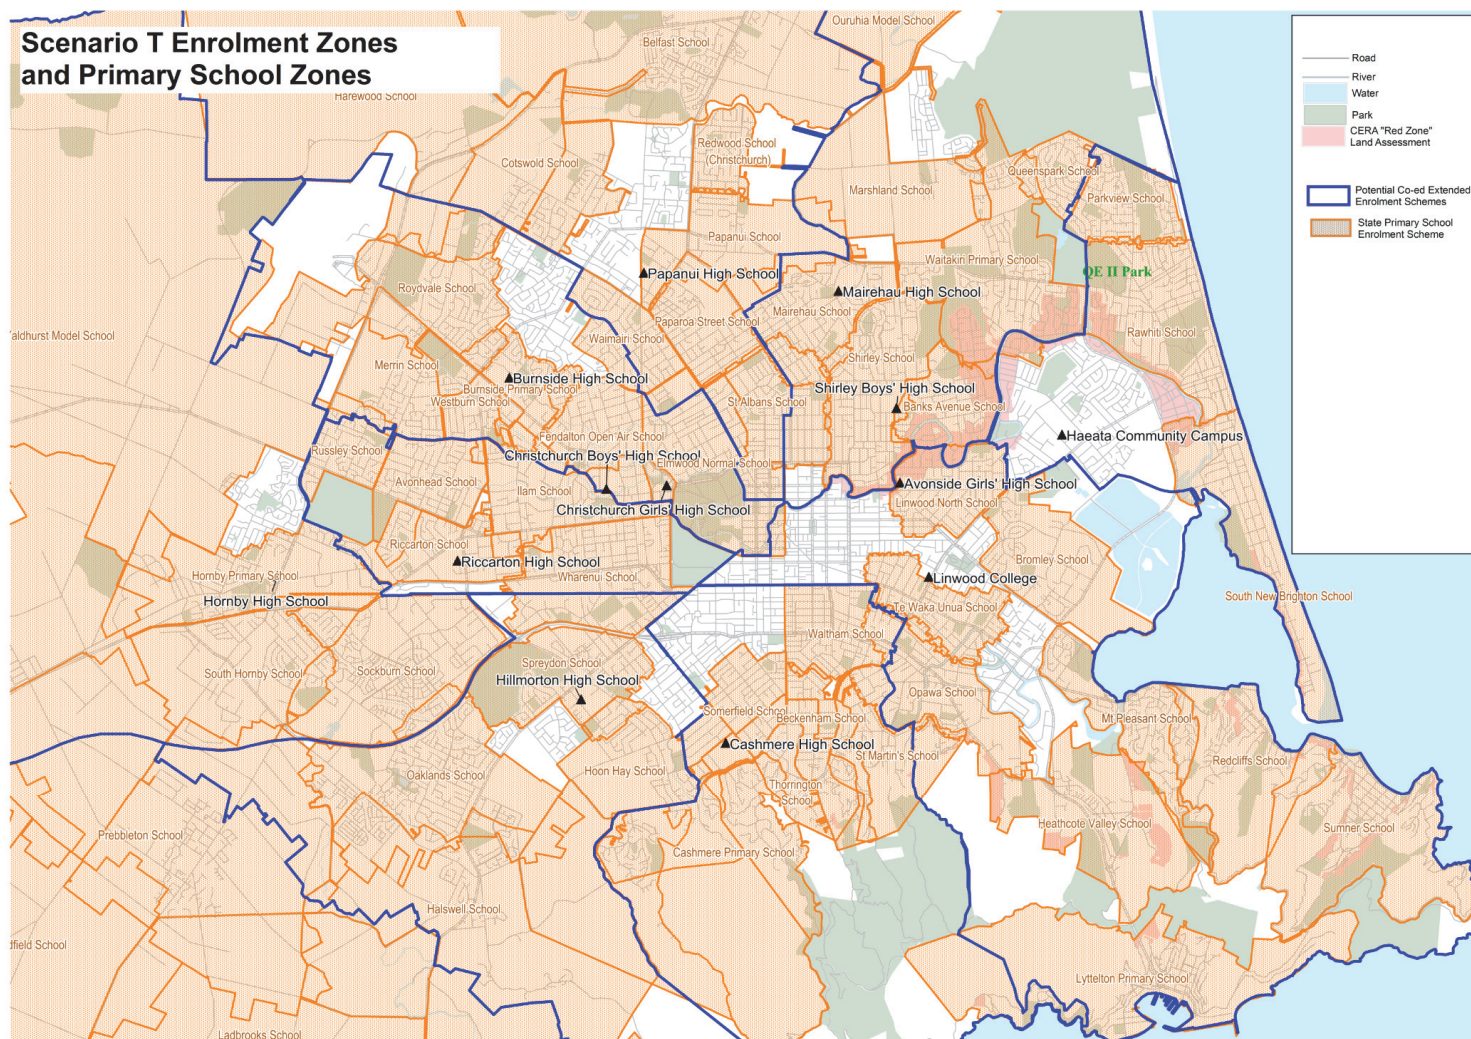 Scenario T Enrolment Zones
and Primary School Zones
Ouruhia Model School
Belfast School
Harewood School
Road
River
Water
Park
CERA "Red Zone"
Land Assessment
Potential Co-ed Extended
Enrolment Schemes
State Primary School
Enrolment Scheme
Redwood School
(Christchurch)
Cotswold School
Queenspark School
Marshland School
Parkview School
Papanui School
Waitakiri Primary School
QE II Park
Papanui High School
Roydvale School
Mairehau High School
Mairehau School
Paparoa Street School
Rawhiti School
aldhurst Model School
Waimairi School
Shirley School
Merrin School
Burnside High School
Burnside Primary School
Shirley Boys' High School
Westburn School
St Albans School
Banks Avenue School
Fendalton Open Air School
Haeata Community Campus
Russley School
Christchurch Boys' High School
Elmwood Normal School
Avonhead School
Ilam School
Avonside Girls' High School
Linwood North School
Christchurch Girls' High School
Riccarton School
Riccarton High School
Bromley School
Hornby Primary School
Wharenui School
Linwood College
Hornby High School
Te Waka Unua School
South New Brighton School
Waltham School
Spreydon School
South Hornby School
Sockburn School
Hillmorton High School
Opawa School
Somerfield School
Beckenham School
Mt Pleasant School
Cashmere High School
St Martin's School
Redcliffs School
Oaklands School
Hoon Hay School
Thorrington
School
Prebbleton School
Heathcote Valley School
Sumner School
Cashmere Primary School
Halswell School
dfield School
Lyttelton Primary School
Ladbrooks School